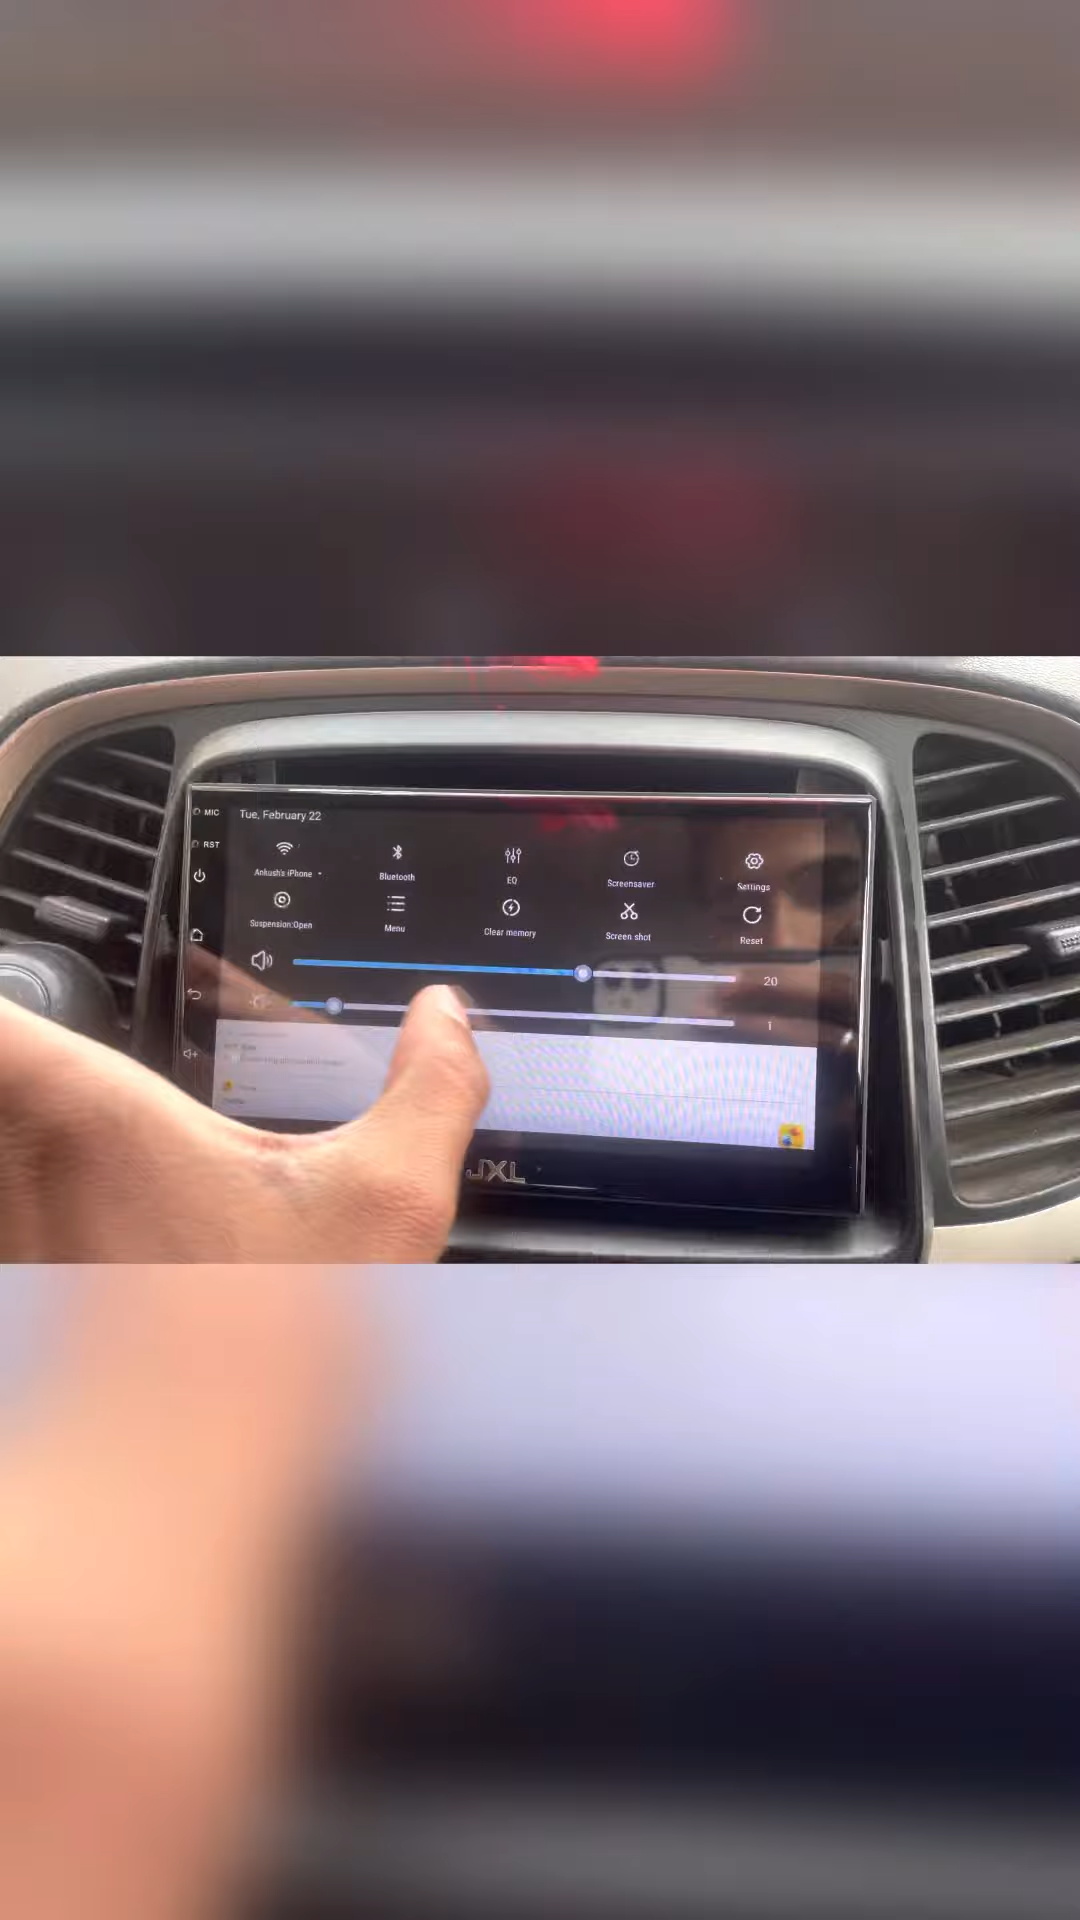 MIC
Tue, February 22
RST
Ankush's iPhone
Bluetooth
EQ
Screensaver
Settings
Suspension:Open
Menu
Clear memory
Screen shot
Reset
20
1
JXL